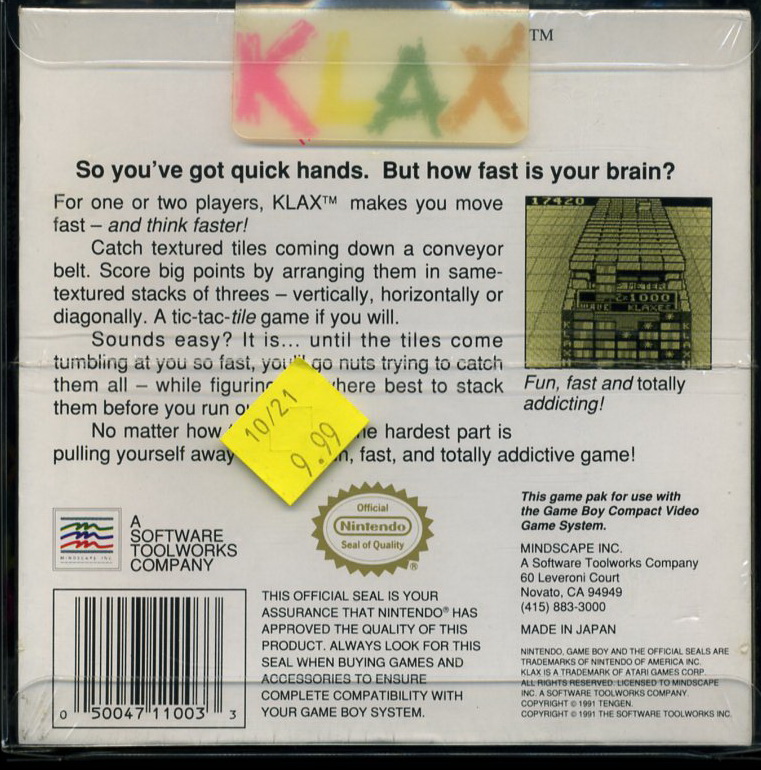 KLAX
TM
So you've got quick hands. But how fast is your brain?
For one or two players, KLAX™ makes you move
fast – and think faster!
Catch textured tiles coming down a conveyor
belt. Score big points by arranging them in same-
textured stacks of threes – vertically, horizontally or
diagonally. A tic-tac-tile game if you will.
Sounds easy? It is... until the tiles come
tumbling at you so fast, you'll go nuts trying to catch
them all – while figuring where best to stack
them before you run
No matter how hardest part is
pulling yourself away fast, and totally addictive game!
10/21
9.99
17420
METER
1000
WAVE KLAXES
Fun, fast and totally
addicting!
MINDSCAPE INC.
A
SOFTWARE
TOOLWORKS
COMPANY
Official
Nintendo
Seal of Quality
®
This game pak for use with
the Game Boy Compact Video
Game System.
MINDSCAPE INC.
A Software Toolworks Company
60 Leveroni Court
Novato, CA 94949
(415) 883-3000
MADE IN JAPAN
THIS OFFICIAL SEAL IS YOUR
ASSURANCE THAT NINTENDO® HAS
APPROVED THE QUALITY OF THIS
PRODUCT. ALWAYS LOOK FOR THIS
SEAL WHEN BUYING GAMES AND
ACCESSORIES TO ENSURE
COMPLETE COMPATIBILITY WITH
YOUR GAME BOY SYSTEM.
NINTENDO, GAME BOY AND THE OFFICIAL SEALS ARE
TRADEMARKS OF NINTENDO OF AMERICA INC.
KLAX IS A TRADEMARK OF ATARI GAMES CORP.
ALL RIGHTS RESERVED. LICENSED TO MINDSCAPE
INC. A SOFTWARE TOOLWORKS COMPANY.
COPYRIGHT © 1991 TENGEN.
COPYRIGHT © 1991 THE SOFTWARE TOOLWORKS INC.
0 50047 11003 3